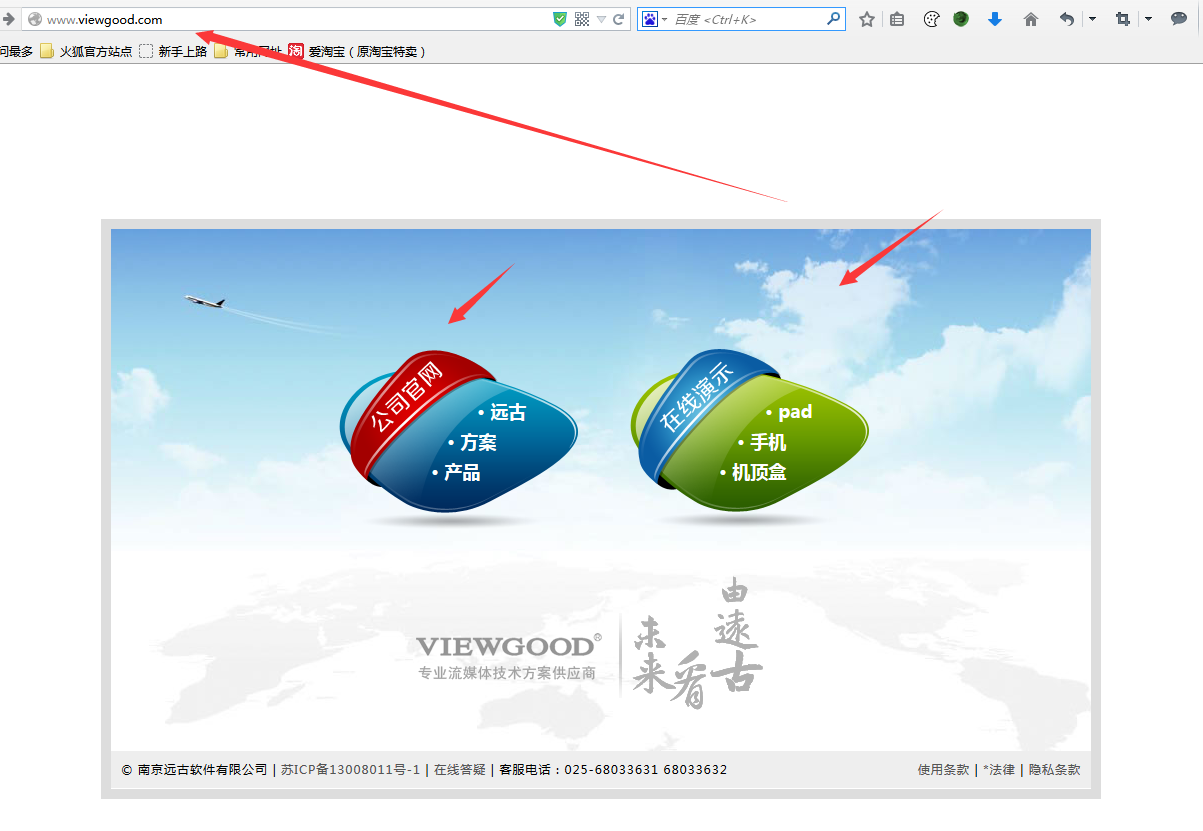 www.viewgood.com
百度 <Ctrl+K>
问最多 火狐官方站点 新手上路 常用网址 淘 爱淘宝（原淘宝特卖）
公司官网
• 远古
• 方案
• 产品
在线演示
• pad
• 手机
• 机顶盒
VIEWGOOD®
专业流媒体技术方案供应商
由遠古
看
未来
© 南京远古软件有限公司 | 苏ICP备13008011号-1 | 在线答疑 | 客服电话：025-68033631 68033632
使用条款 | *法律 | 隐私条款